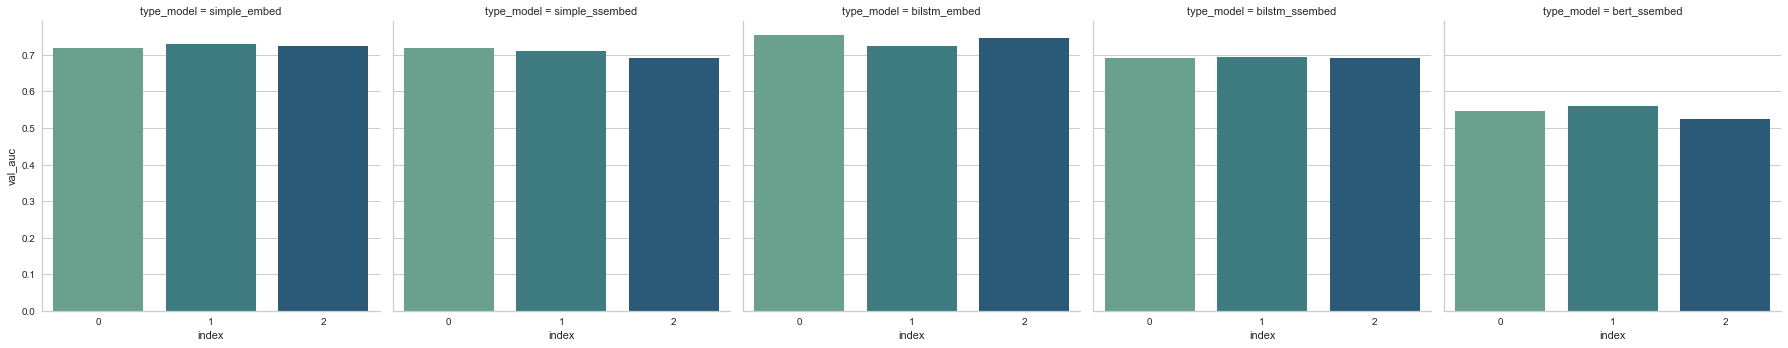 type_model = simple_embed
type_model = simple_ssembed
type_model = bilstm_embed
type_model = bilstm_ssembed
type_model = bert_ssembed
val_auc
0.7
0.6
0.5
0.4
0.3
0.2
0.1
0.0
0 1 2
0 1 2
0 1 2
0 1 2
0 1 2
index
index
index
index
index